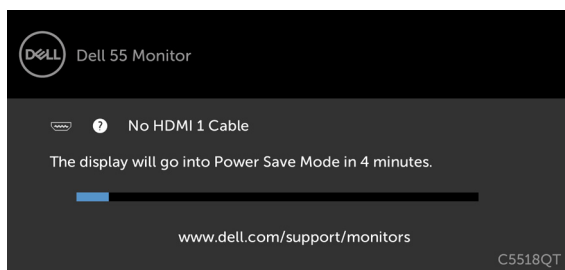 DELL
Dell 55 Monitor
? No HDMI 1 Cable
The display will go into Power Save Mode in 4 minutes.
www.dell.com/support/monitors
C5518QT